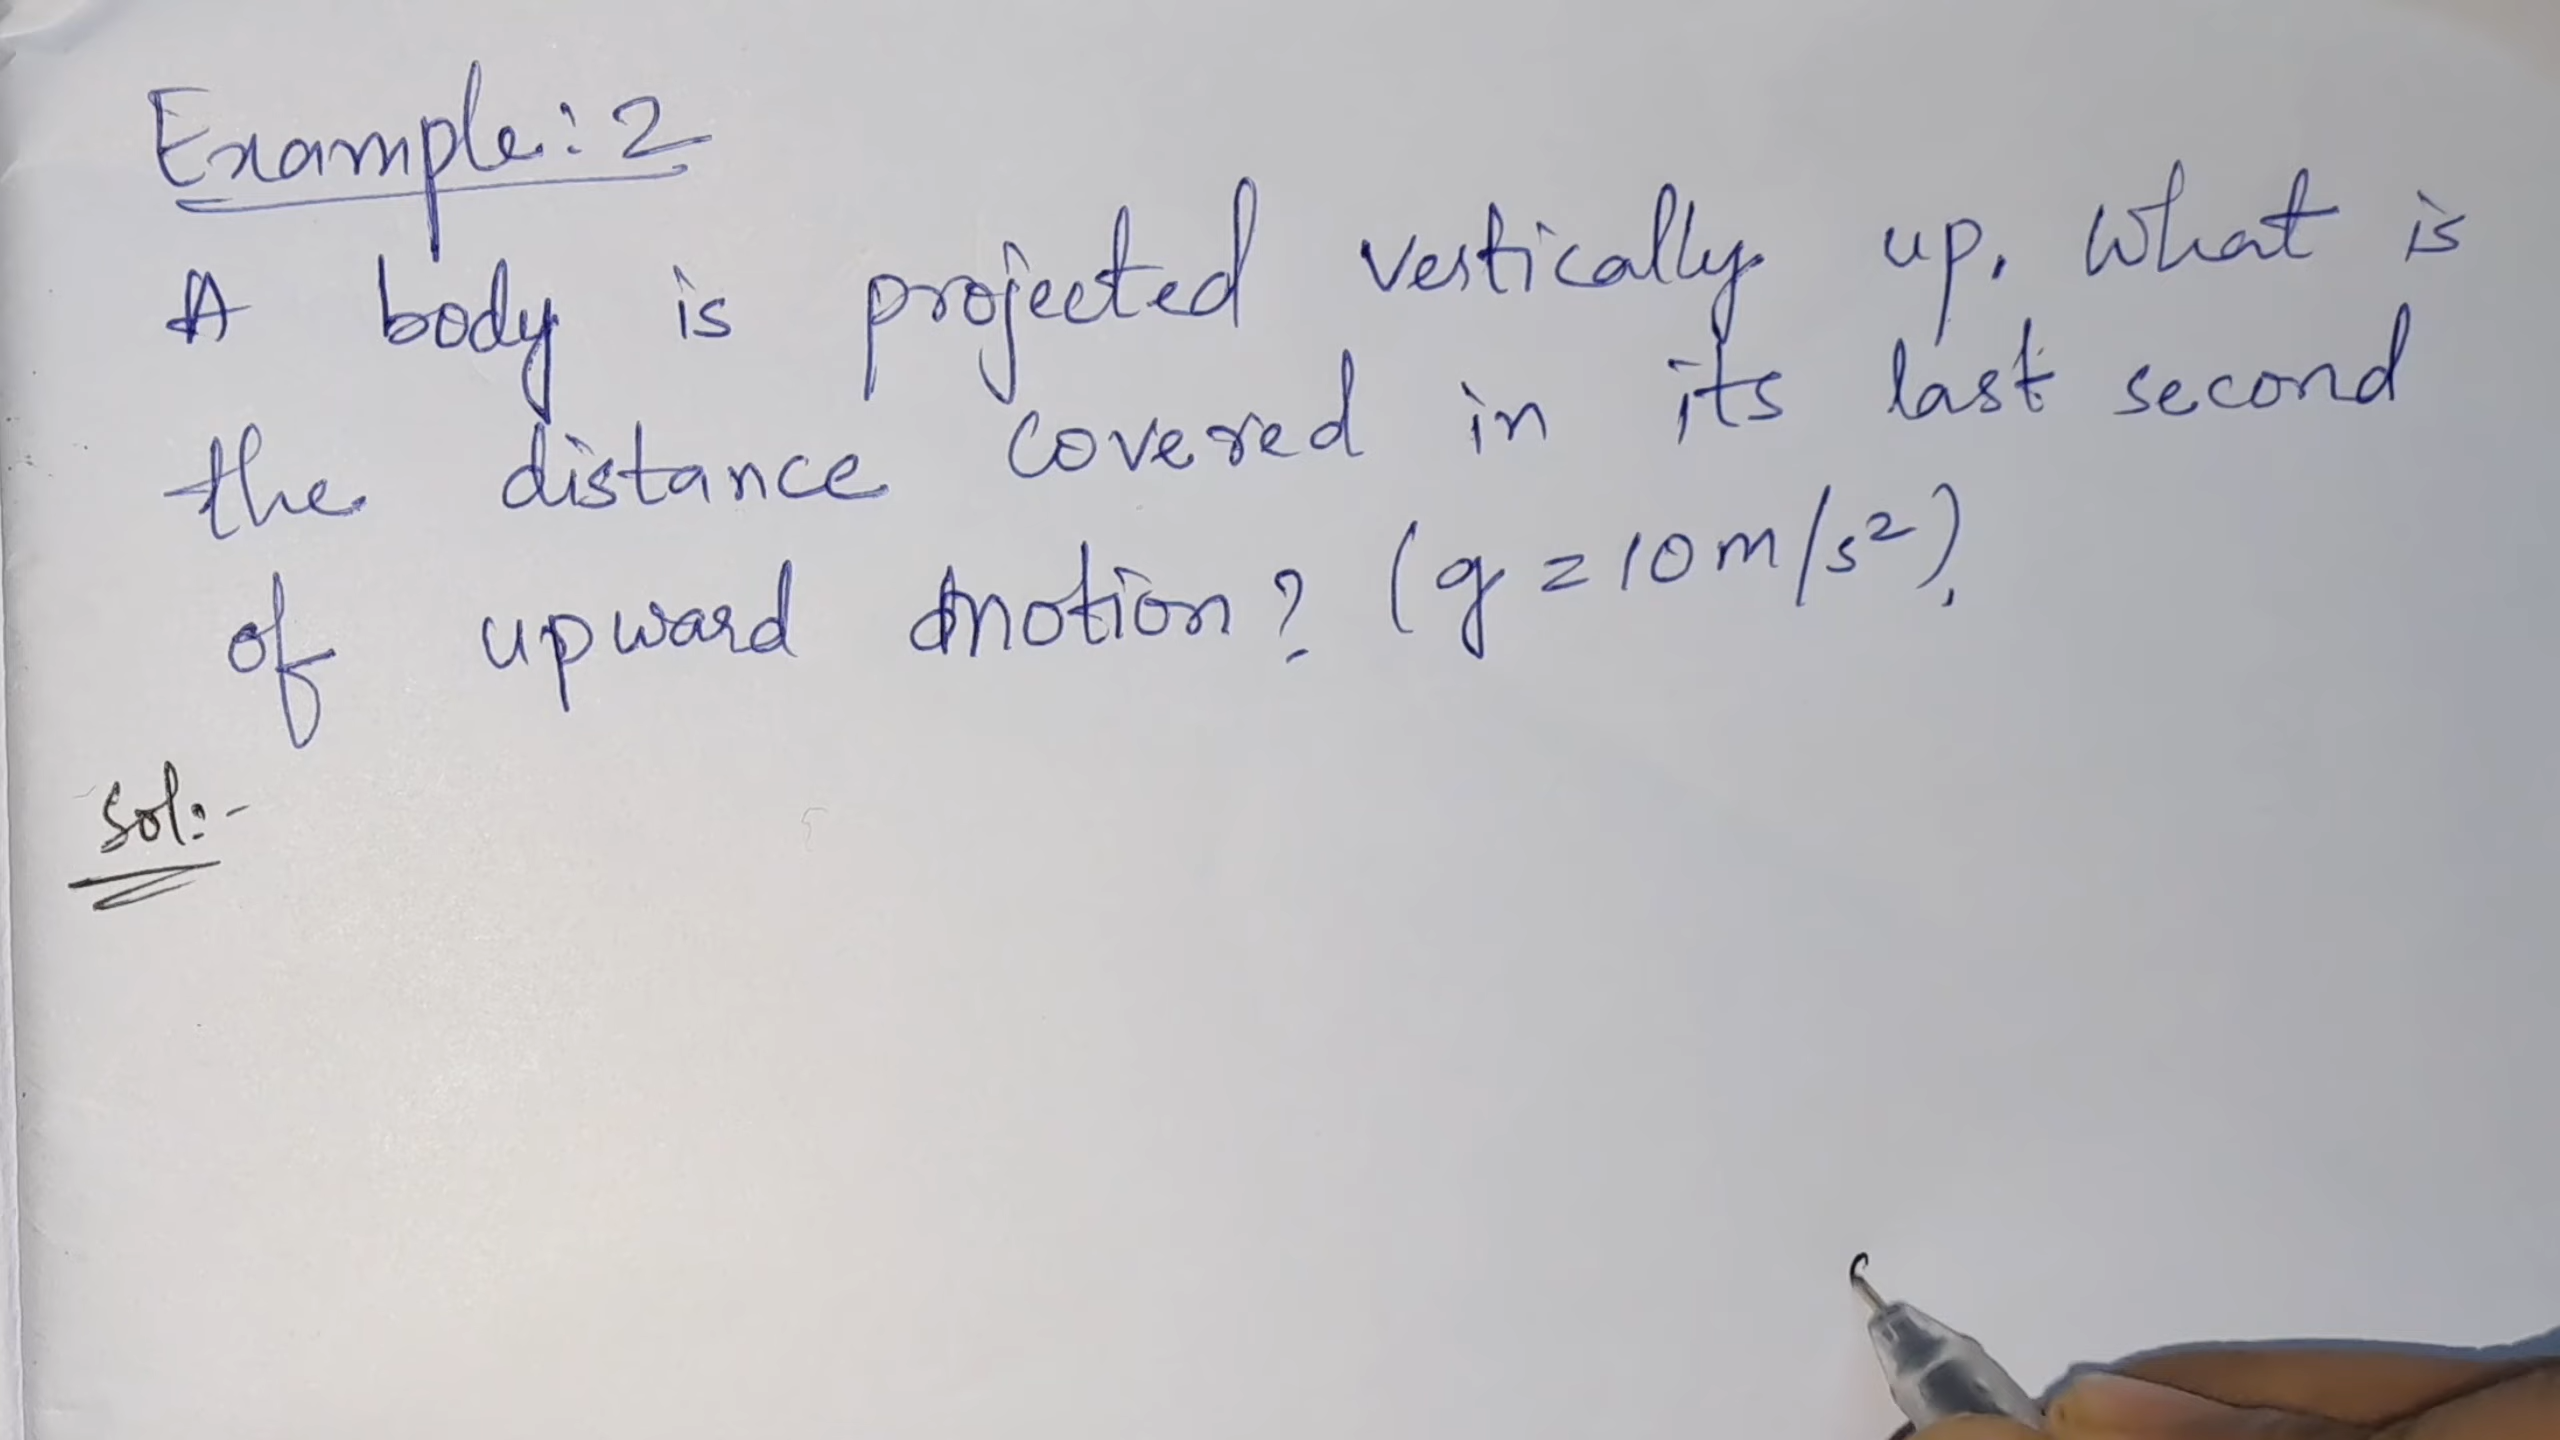 Example: 2
A body is projected vertically up. What is
the distance covered in its last second
of upward motion? (g = 10 m/s²).
Sol:-